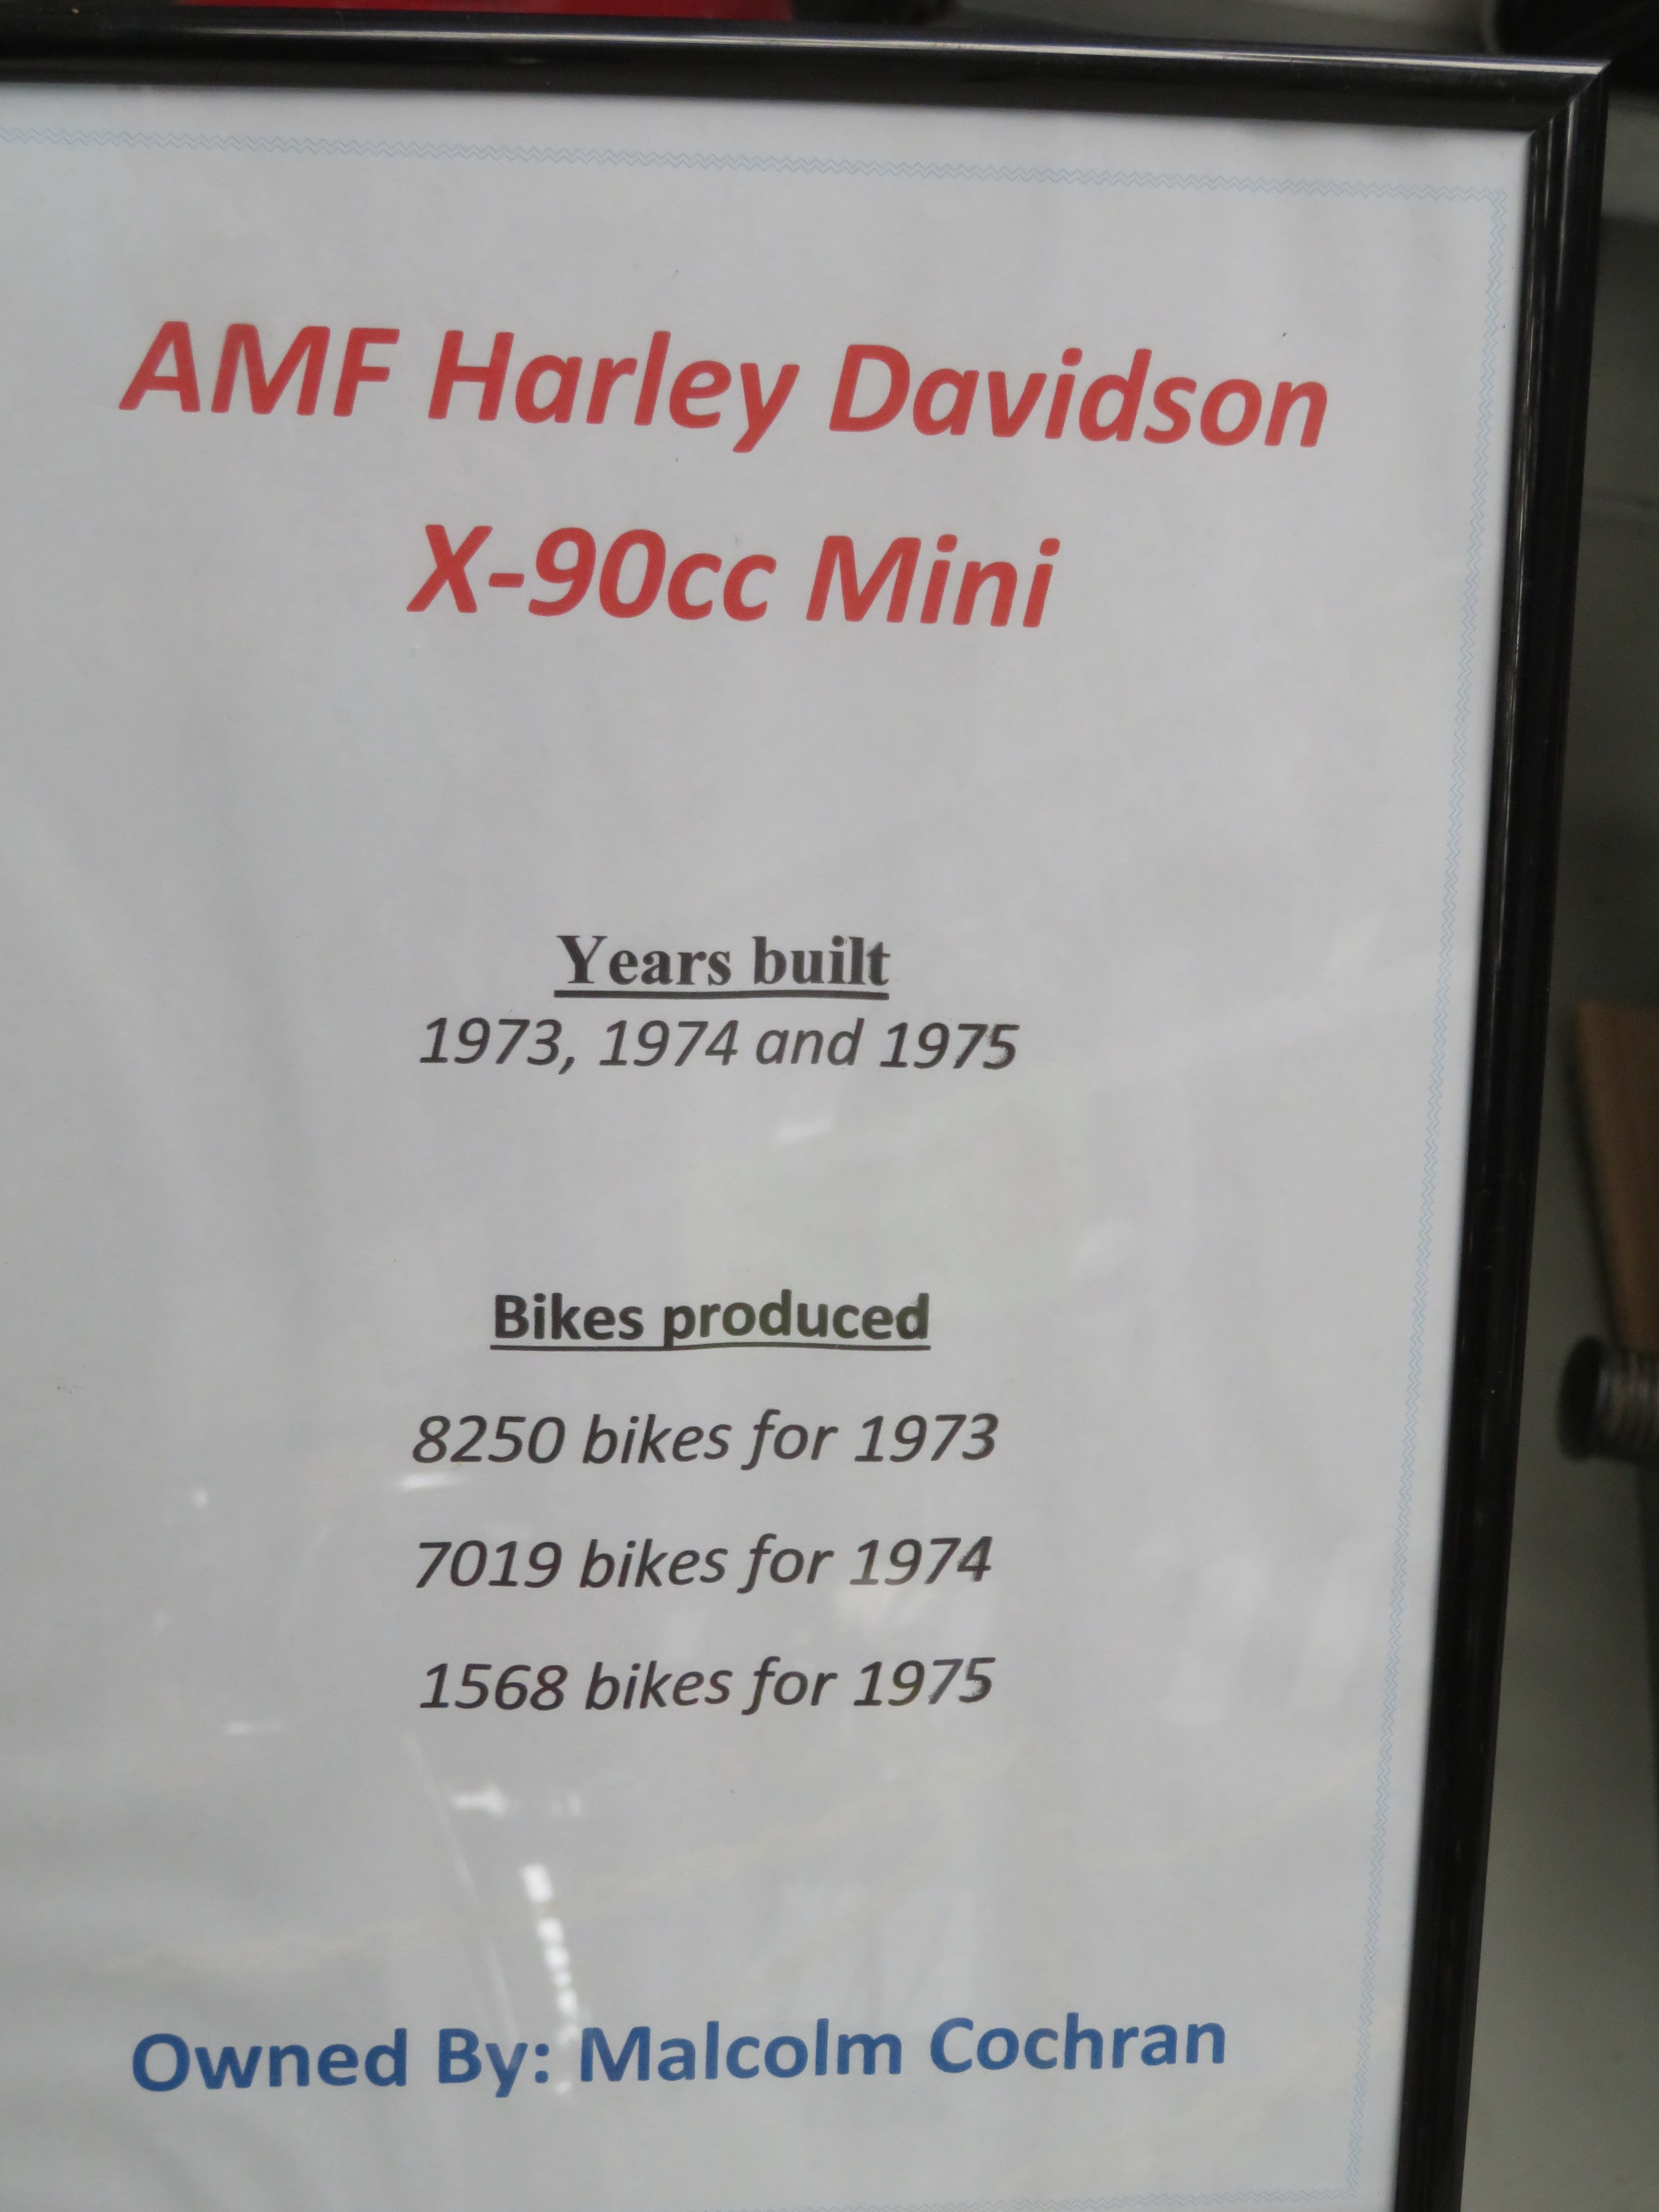 AMF Harley Davidson
X-90cc Mini
Years built
1973, 1974 and 1975
Bikes produced
8250 bikes for 1973
7019 bikes for 1974
1568 bikes for 1975
Owned By: Malcolm Cochran